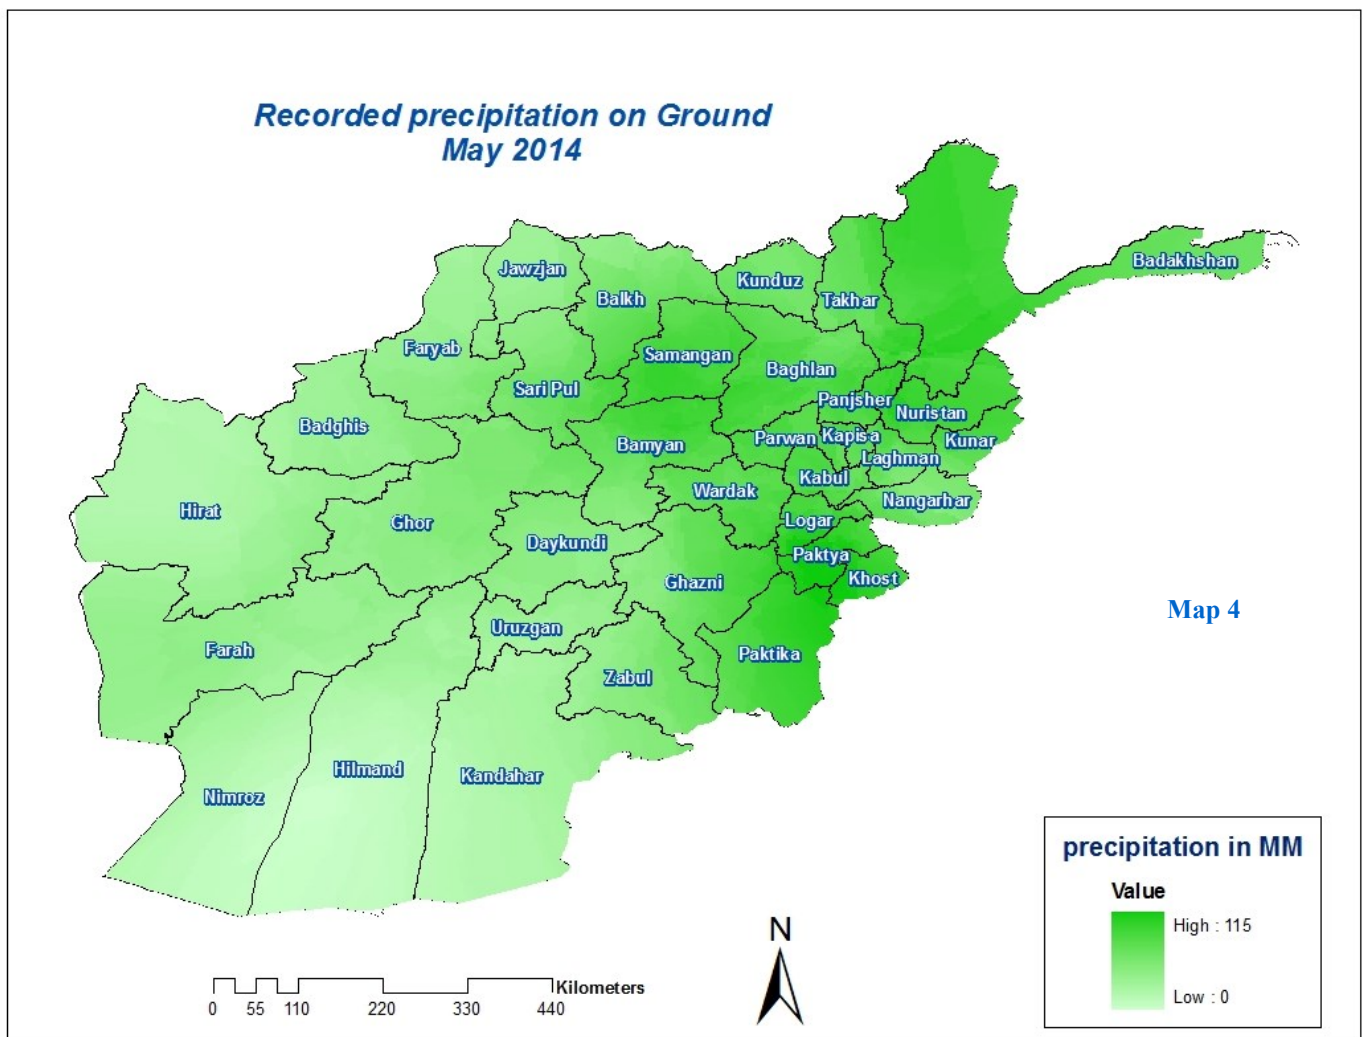 Recorded precipitation on Ground
May 2014
Jawzjan
Balkh
Kunduz
Takhar
Badakhshan
Faryab
Samangan
Baghlan
Sari Pul
Panjsher
Nuristan
Badghis
Bamyan
Parwan
Kapisa
Kunar
Laghman
Kabul
Wardak
Nangarhar
Hirat
Ghor
Logar
Daykundi
Paktya
Ghazni
Khost
Map 4
Uruzgan
Farah
Paktika
Zabul
Hilmand
Kandahar
Nimroz
precipitation in MM
Value
High : 115
Low : 0
N
Kilometers
0 55 110 220 330 440